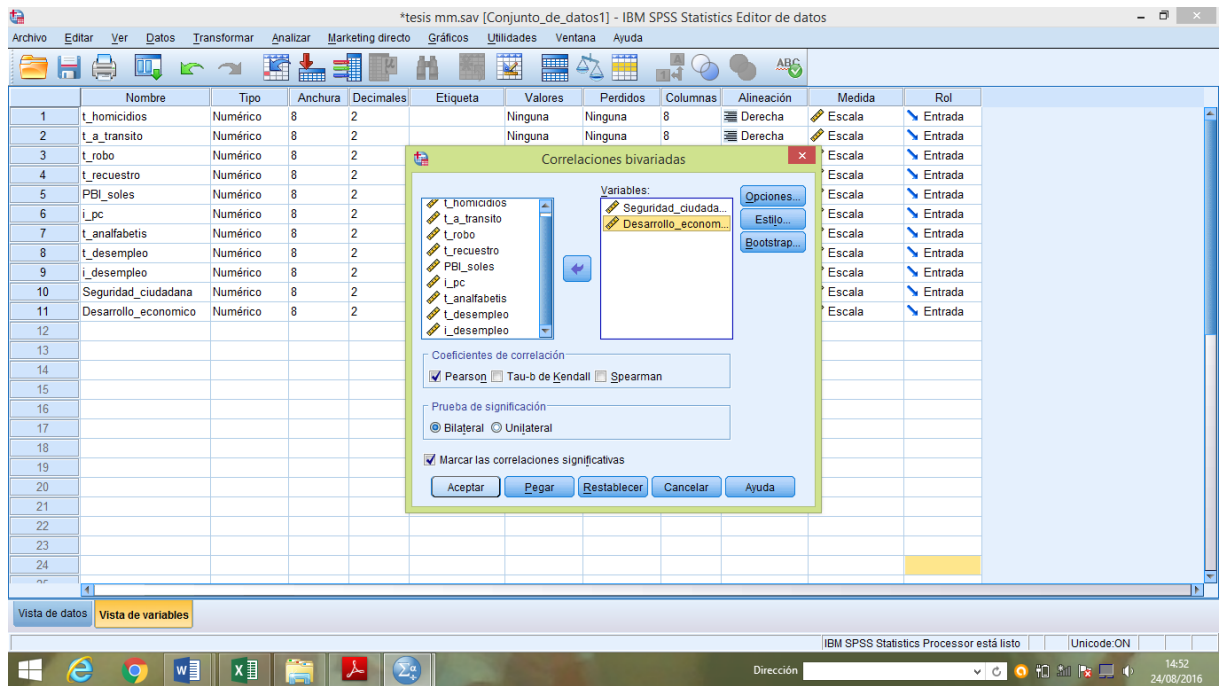 *tesis mm.sav [Conjunto_de_datos1] - IBM SPSS Statistics Editor de datos
Archivo Editar Ver Datos Transformar Analizar Marketing directo Gráficos Utilidades Ventana Ayuda
Nombre Tipo Anchura Decimales Etiqueta Valores Perdidos Columnas Alineación Medida Rol
1 t_homicidios Numérico 8 2 Ninguna Ninguna 8 Derecha Escala Entrada
2 t_a_transito Numérico 8 2 Ninguna Ninguna 8 Derecha Escala Entrada
3 t_robo Numérico 8 2 Escala Entrada
4 t_recuestro Numérico 8 2 Escala Entrada
5 PBI_soles Numérico 8 2 Escala Entrada
6 i_pc Numérico 8 2 Escala Entrada
7 t_analfabetis Numérico 8 2 Escala Entrada
8 t_desempleo Numérico 8 2 Escala Entrada
9 i_desempleo Numérico 8 2 Escala Entrada
10 Seguridad_ciudadana Numérico 8 2 Escala Entrada
11 Desarrollo_economico Numérico 8 2 Escala Entrada
12
13
14
15
16
17
18
19
20
21
22
23
24
Correlaciones bivariadas
t_homicidios
t_a_transito
t_robo
t_recuestro
PBI_soles
i_pc
t_analfabetis
t_desempleo
i_desempleo
Variables:
Seguridad_ciudada...
Desarrollo_econom...
Opciones...
Estilo...
Bootstrap...
Coeficientes de correlación
Pearson Tau-b de Kendall Spearman
Prueba de significación
Bilateral Unilateral
Marcar las correlaciones significativas
Aceptar Pegar Restablecer Cancelar Ayuda
Vista de datos Vista de variables
IBM SPSS Statistics Processor está listo Unicode:ON
Dirección
14:52
24/08/2016